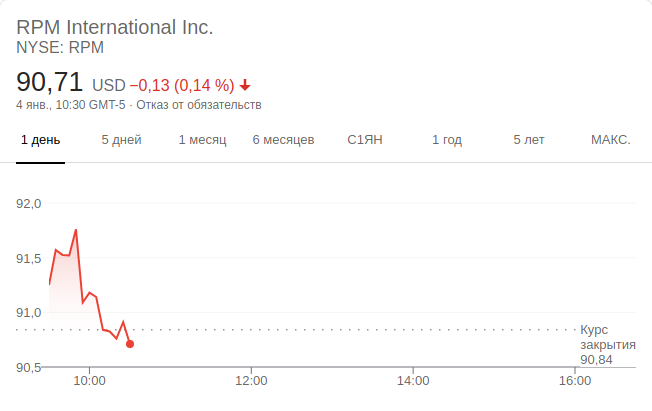 RPM International Inc.
NYSE: RPM
90,71 USD −0,13 (0,14 %)
4 янв., 10:30 GMT-5 · Отказ от обязательств
1 день 5 дней 1 месяц 6 месяцев С1ЯН 1 год 5 лет МАКС.
92,0
91,5
91,0
90,5
Курс
закрытия
90,84
10:00 12:00 14:00 16:00